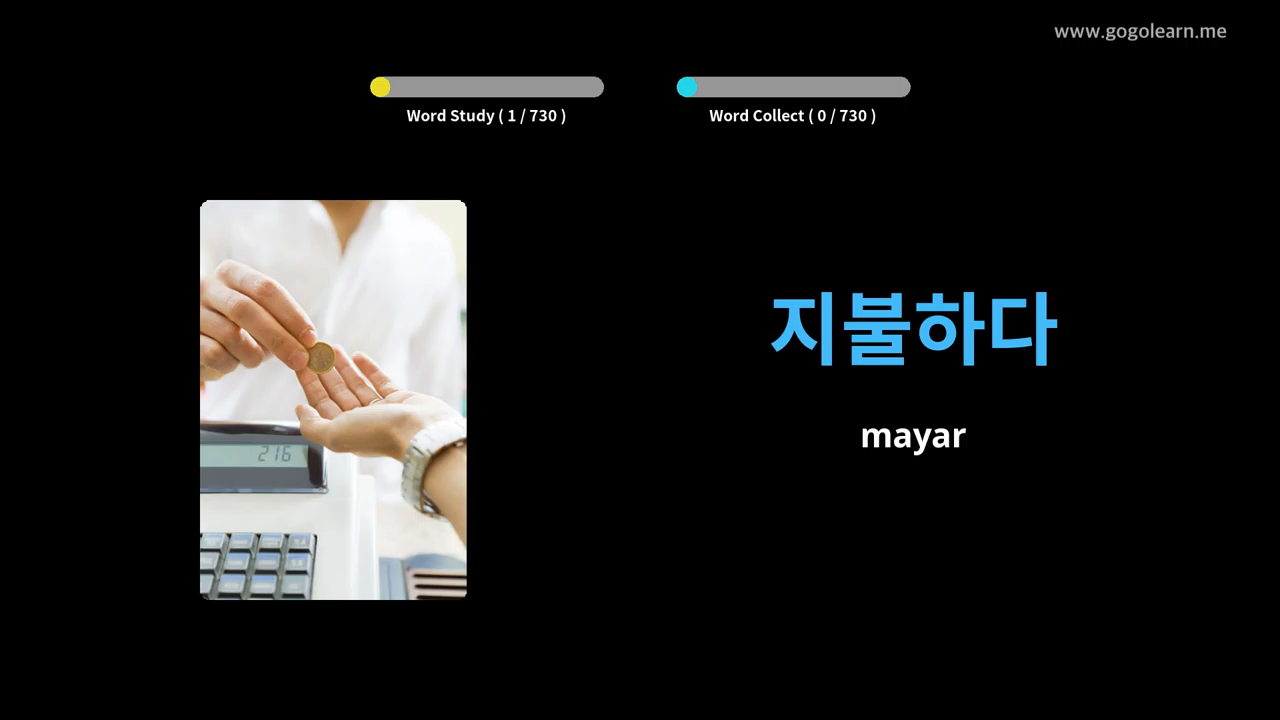 www.gogolearn.me
Word Study ( 1 / 730 )
Word Collect ( 0 / 730 )
지불하다
mayar
216